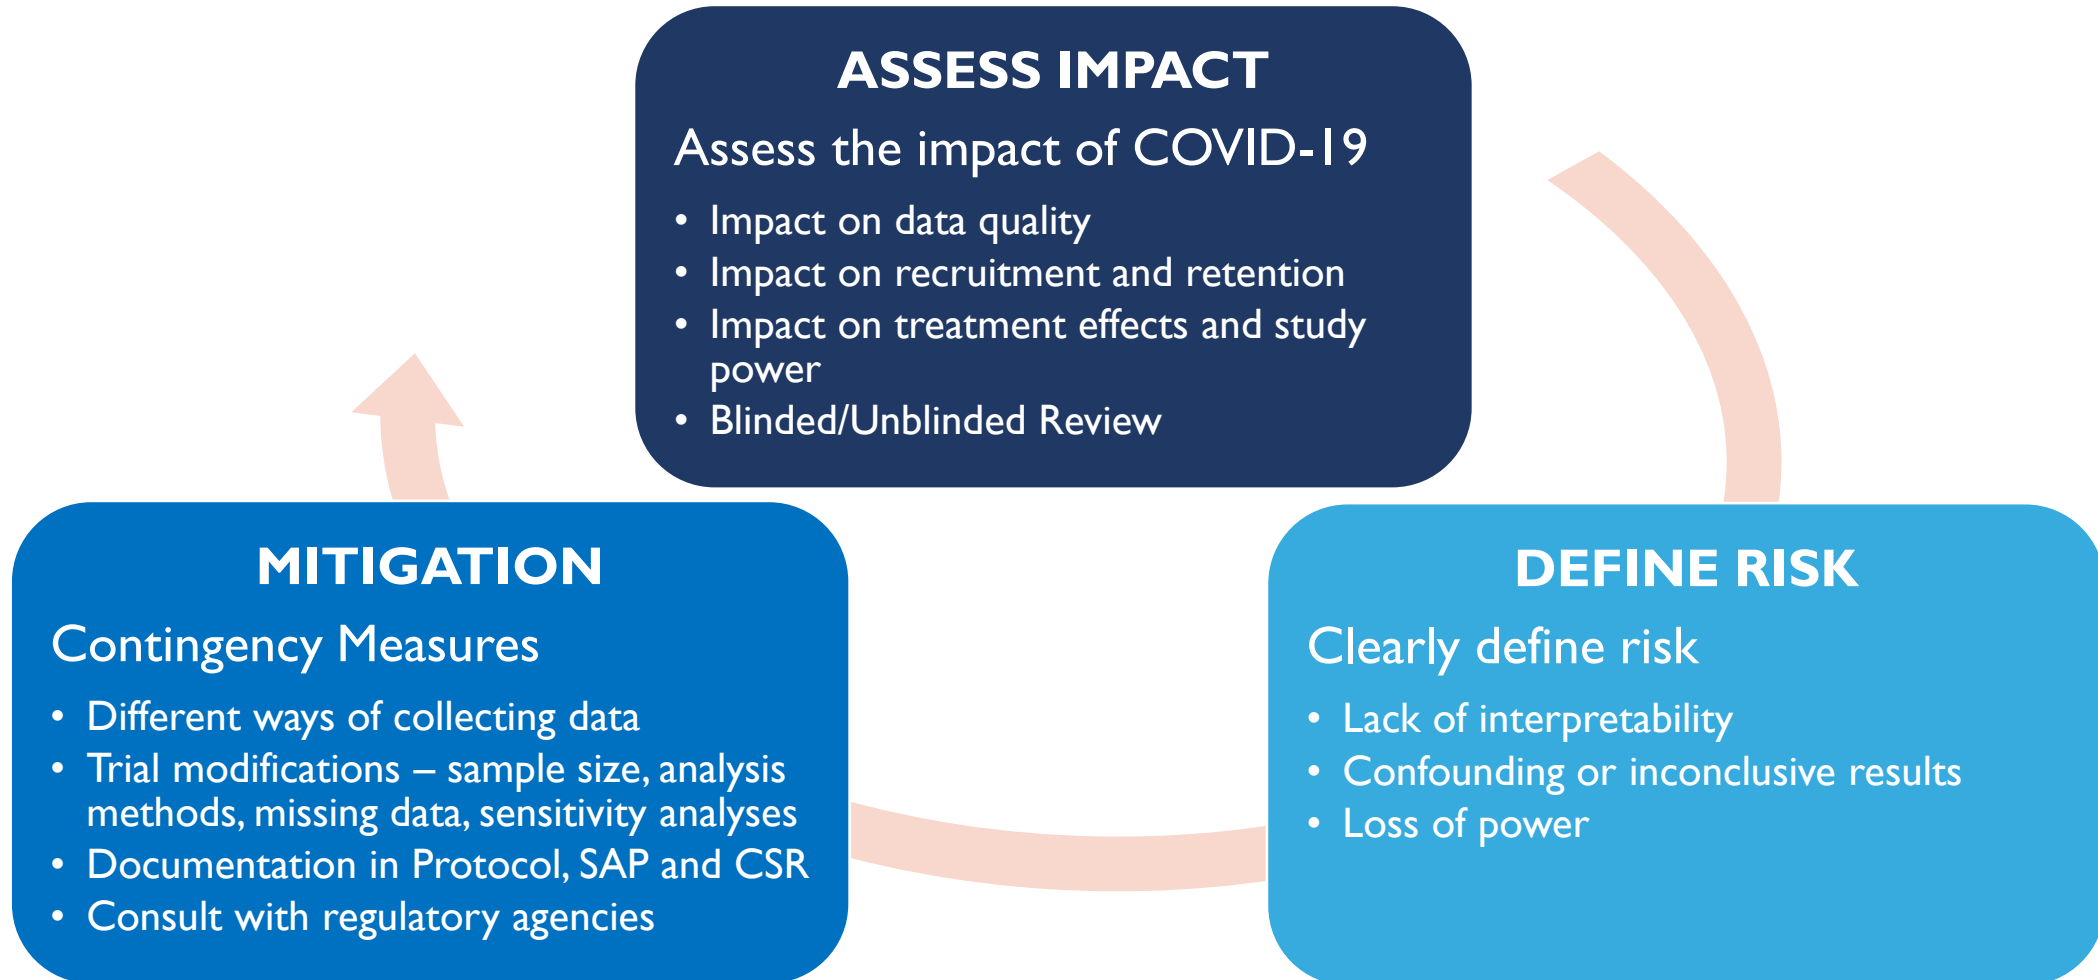 ASSESS IMPACT
Assess the impact of COVID-19
• Impact on data quality
• Impact on recruitment and retention
• Impact on treatment effects and study
power
• Blinded/Unblinded Review
MITIGATION
Contingency Measures
• Different ways of collecting data
• Trial modifications – sample size, analysis
methods, missing data, sensitivity analyses
• Documentation in Protocol, SAP and CSR
• Consult with regulatory agencies
DEFINE RISK
Clearly define risk
• Lack of interpretability
• Confounding or inconclusive results
• Loss of power